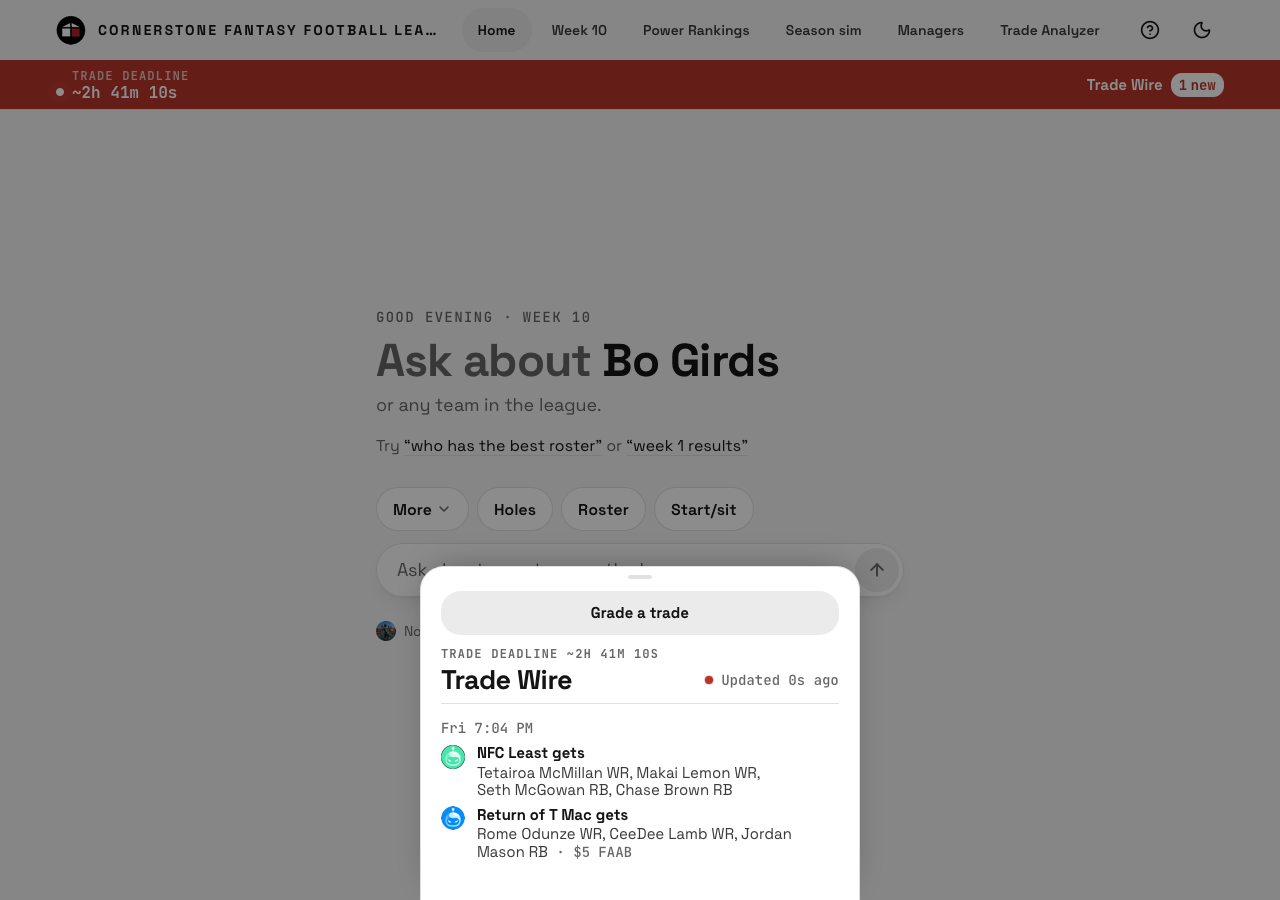 CORNERSTONE FANTASY FOOTBALL LEA…
Home
Week 10
Power Rankings
Season sim
Managers
Trade Analyzer
TRADE DEADLINE
~2h 41m 10s
Trade Wire
1 new
GOOD EVENING · WEEK 10
Ask about Bo Girds
or any team in the league.
Try “who has the best roster” or “week 1 results”
More
Holes
Roster
Start/sit
Ask
No
Grade a trade
TRADE DEADLINE ~2H 41M 10S
Trade Wire
Updated 0s ago
Fri 7:04 PM
NFC Least gets
Tetairoa McMillan WR, Makai Lemon WR,
Seth McGowan RB, Chase Brown RB
Return of T Mac gets
Rome Odunze WR, CeeDee Lamb WR, Jordan
Mason RB · $5 FAAB